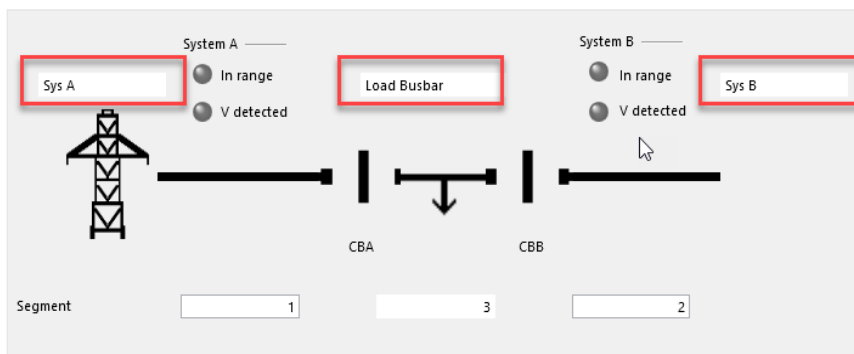 System A
System B
Sys A
In range
Load Busbar
In range
Sys B
V detected
V detected
CBA
CBB
Segment
1
3
2